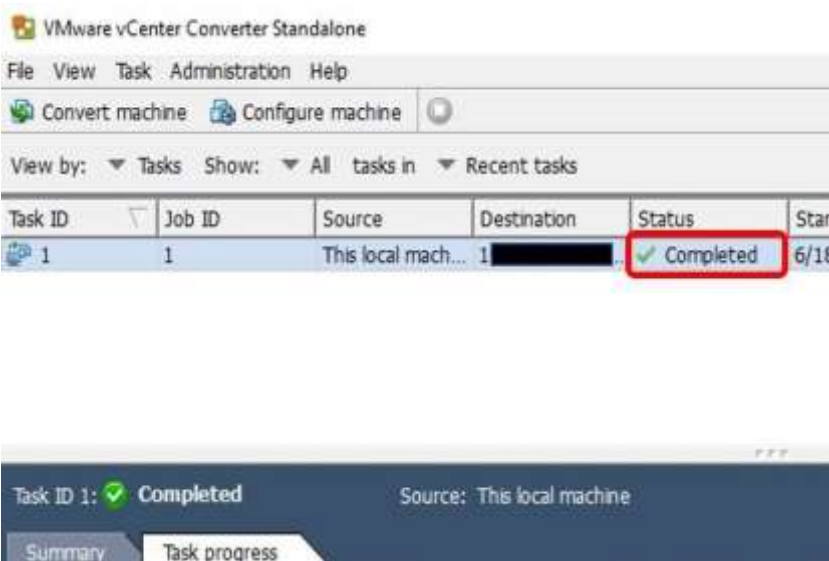 VMware vCenter Converter Standalone
File View Task Administration Help
Convert machine Configure machine
View by: Tasks Show: All tasks in Recent tasks
Task ID Job ID Source Destination Status Star
1 1 This local mach... 1 .. Completed 6/18
Task ID 1: Completed Source: This local machine
Summary Task progress